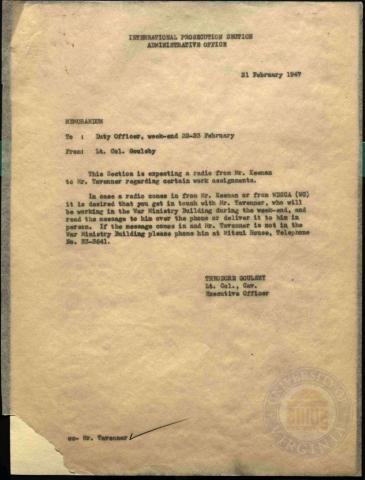 INTERNATIONAL PROSECUTION SECTION
ADMINISTRATIVE OFFICE
21 February 1947
MEMORANDUM
To : Duty Officer, week-end 22-23 February
From: Lt. Col. Goulsby
This Section is expecting a radio from Mr. Keenan
to Mr. Tavenner regarding certain work assignments.
In case a radio comes in from Mr. Keenan or from (WC)
it is desired that you get in touch with Mr. Tavenner, who will
be working in the War Ministry Building during the week-end, and
read the message to him over the phone or deliver it to him in
person. If the message comes in and Mr. Tavenner is not in the
War Ministry Building please phone him at Mitsui House, Telephone
No.
THEODORE GOULSBY
Lt. Col., Cav.
Executive Officer
cc- Mr. Tavenner
UNIVERSITY OF VIRGINIA